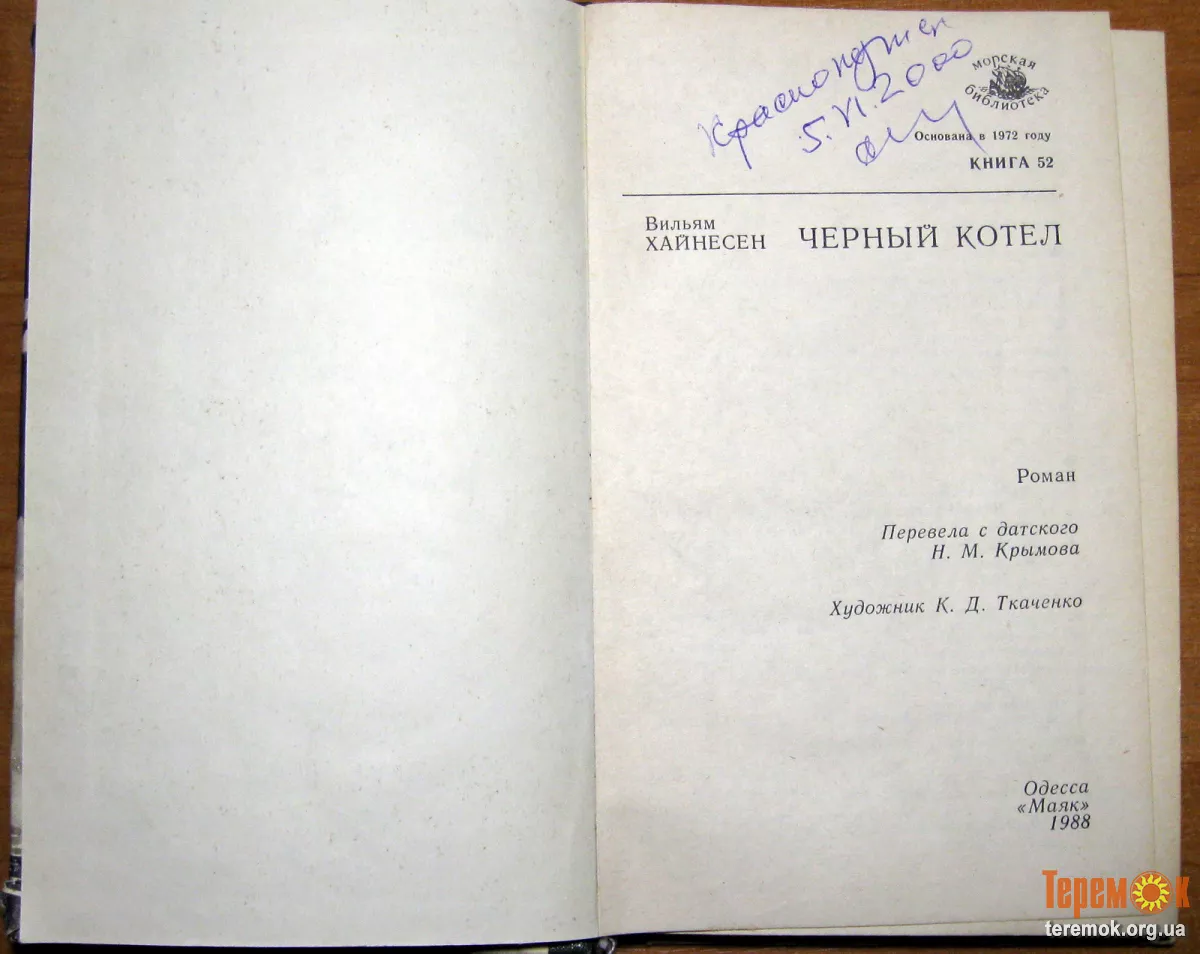 5.VI.2000
морская
библиотека
Основана в 1972 году
КНИГА 52
Вильям
ХАЙНЕСЕН
ЧЕРНЫЙ КОТЕЛ
Роман
Перевела с датского
Н. М. Крымова
Художник К. Д. Ткаченко
Одесса
«Маяк»
1988
Теремок
teremok.org.ua